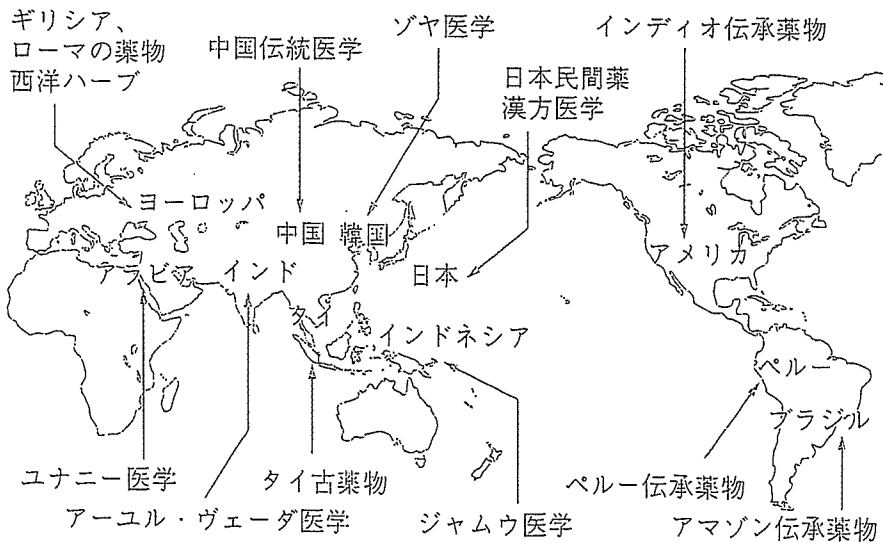 ギリシア、
ローマの薬物
西洋ハーブ
中国伝統医学
ゾヤ医学
日本民間薬
漢方医学
インディオ伝承薬物
ヨーロッパ
中国
韓国
アメリカ
アラビア
インド
日本
タイ
インドネシア
ペルー
ブラジル
ユナニー医学
アーユル・ヴェーダ医学
タイ古薬物
ジャムウ医学
ペルー伝承薬物
アマゾン伝承薬物